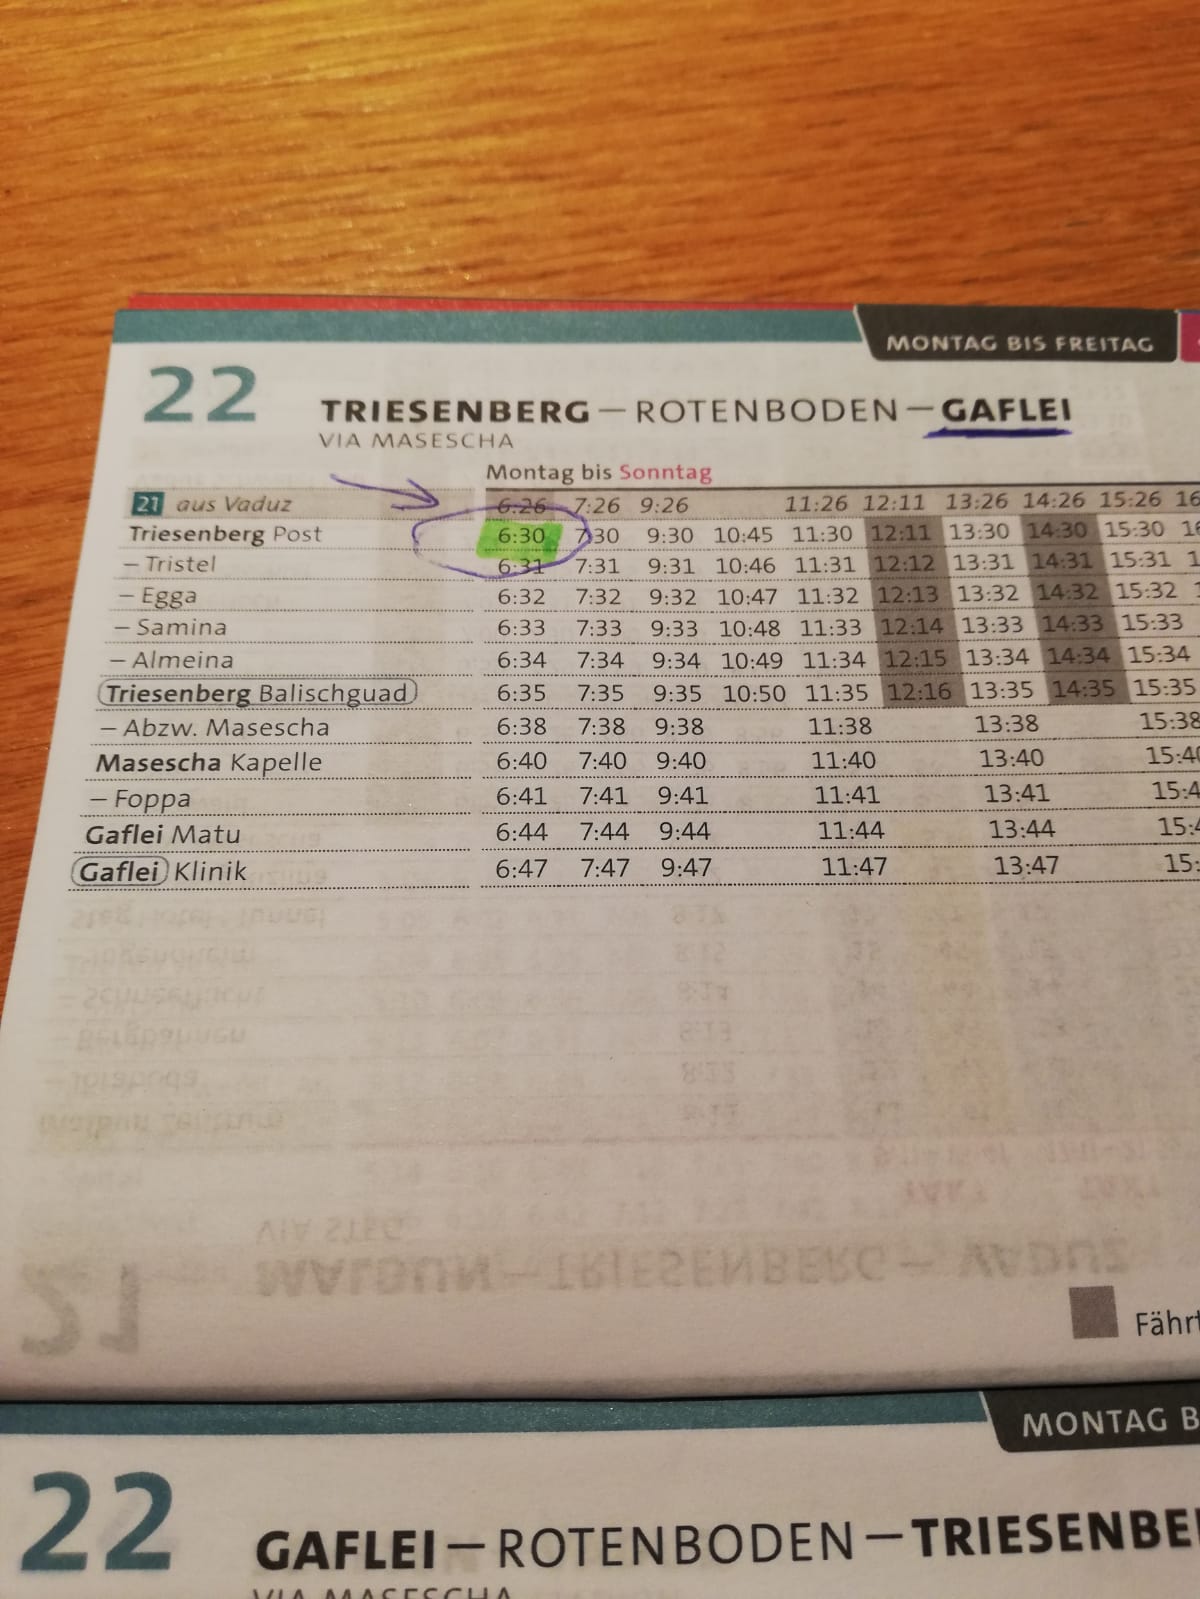 MONTAG BIS FREITAG
22 TRIESENBERG – ROTENBODEN – GAFLEI
VIA MASESCHA
Montag bis Sonntag
21 aus Vaduz 6:26 7:26 9:26 11:26 12:11 13:26 14:26 15:26 16
Triesenberg Post 6:30 7:30 9:30 10:45 11:30 12:11 13:30 14:30 15:30 16
– Tristel 6:31 7:31 9:31 10:46 11:31 12:12 13:31 14:31 15:31 1
– Egga 6:32 7:32 9:32 10:47 11:32 12:13 13:32 14:32 15:32
– Samina 6:33 7:33 9:33 10:48 11:33 12:14 13:33 14:33 15:33
– Almeina 6:34 7:34 9:34 10:49 11:34 12:15 13:34 14:34 15:34
Triesenberg Balischguad 6:35 7:35 9:35 10:50 11:35 12:16 13:35 14:35 15:35
– Abzw. Masescha 6:38 7:38 9:38 11:38 13:38 15:38
Masescha Kapelle 6:40 7:40 9:40 11:40 13:40 15:4
– Foppa 6:41 7:41 9:41 11:41 13:41 15:4
Gaflei Matu 6:44 7:44 9:44 11:44 13:44 15:4
Gaflei Klinik 6:47 7:47 9:47 11:47 13:47 15:
21 MALBUN – TRIESENBERG – VADUZ
VIA STEG
Fährt
MONTAG B
22 GAFLEI – ROTENBODEN – TRIESENBE
VIA MASESCHA